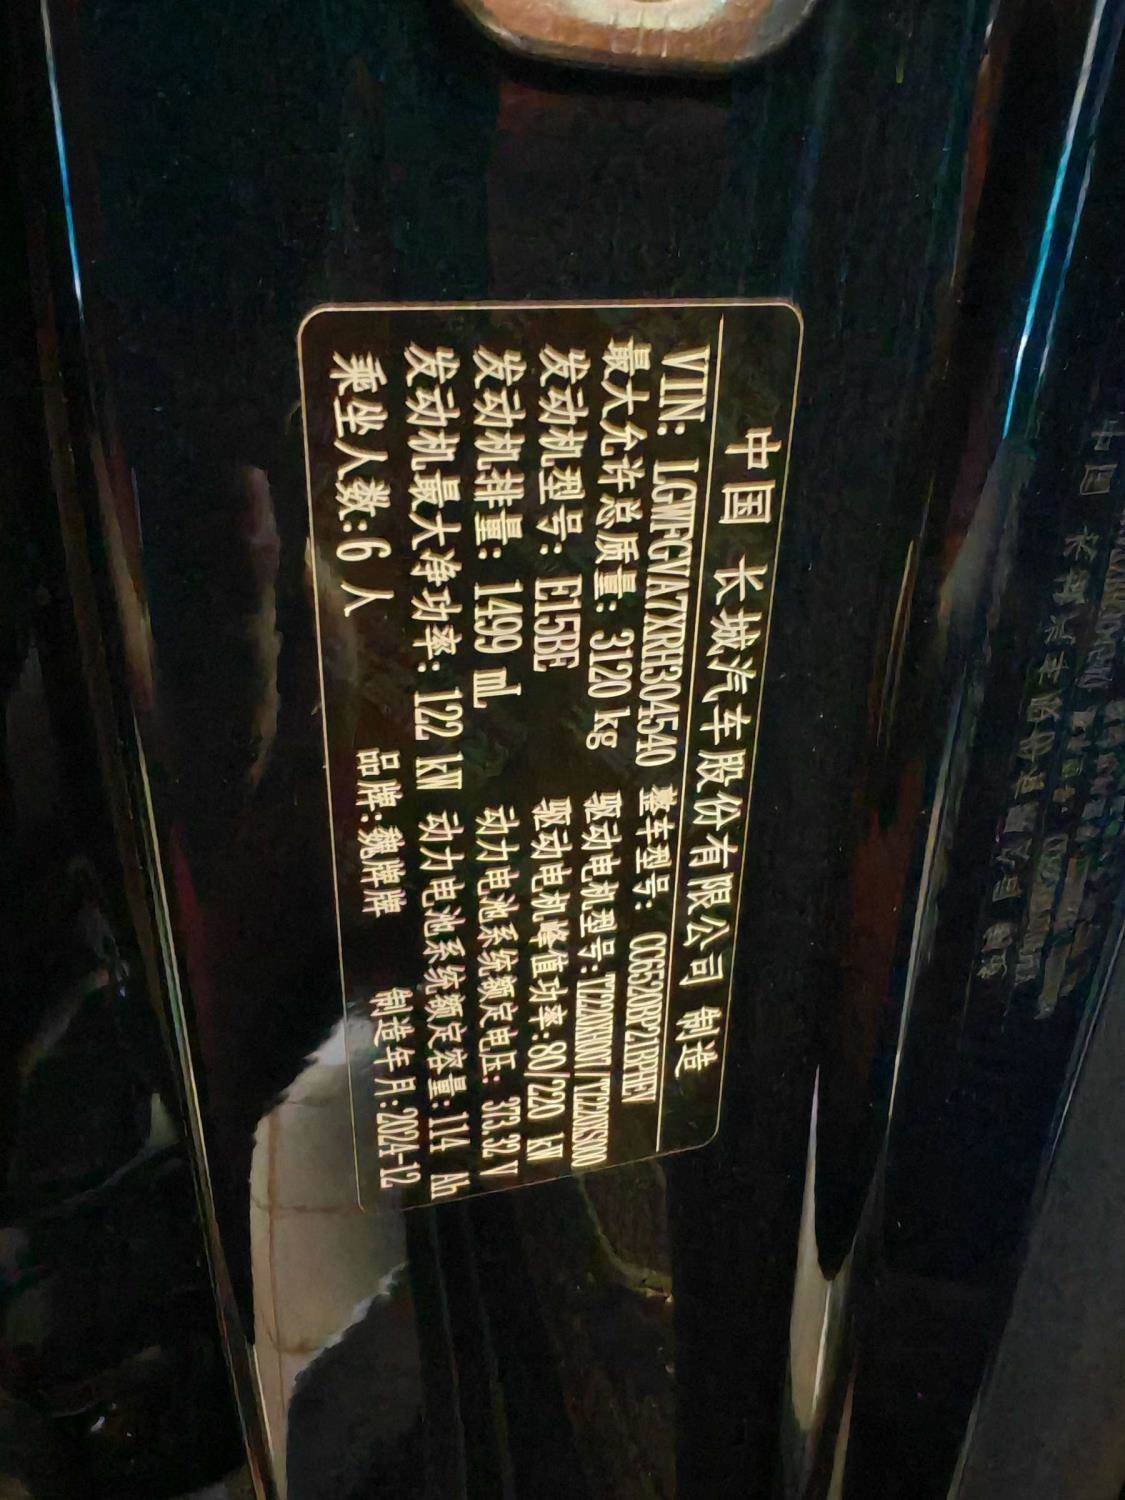 中国 长城汽车股份有限公司 制造
VIN: LGWFGVA7XRH304540 整车型号: CC6520BP21BPHEV
最大允许总质量: 3120 kg 驱动电机型号:TZ220XH001/TZ220XS100
发动机型号: E15BE 驱动电机峰值功率:80/220 kW
发动机排量: 1499 mL 动力电池系统额定电压: 373.32 V
发动机最大净功率: 122 kW 动力电池系统额定容量:114 Ah
乘坐人数:6 人 品牌:魏牌牌 制造年月:2024-12